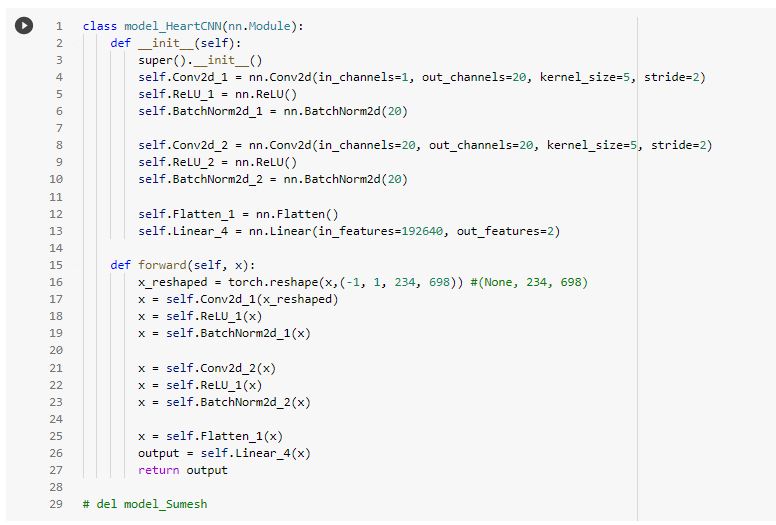 1 class model_HeartCNN(nn.Module):
2     def __init__(self):
3         super().__init__()
4         self.Conv2d_1 = nn.Conv2d(in_channels=1, out_channels=20, kernel_size=5, stride=2)
5         self.ReLU_1 = nn.ReLU()
6         self.BatchNorm2d_1 = nn.BatchNorm2d(20)
7
8         self.Conv2d_2 = nn.Conv2d(in_channels=20, out_channels=20, kernel_size=5, stride=2)
9         self.ReLU_2 = nn.ReLU()
10         self.BatchNorm2d_2 = nn.BatchNorm2d(20)
11
12         self.Flatten_1 = nn.Flatten()
13         self.Linear_4 = nn.Linear(in_features=192640, out_features=2)
14
15     def forward(self, x):
16         x_reshaped = torch.reshape(x,(-1, 1, 234, 698)) #(None, 234, 698)
17         x = self.Conv2d_1(x_reshaped)
18         x = self.ReLU_1(x)
19         x = self.BatchNorm2d_1(x)
20
21         x = self.Conv2d_2(x)
22         x = self.ReLU_1(x)
23         x = self.BatchNorm2d_2(x)
24
25         x = self.Flatten_1(x)
26         output = self.Linear_4(x)
27         return output
28
29 # del model_Sumesh